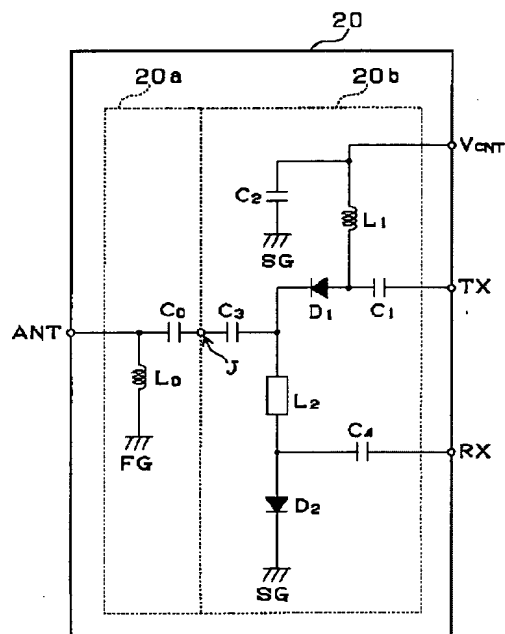 20
20a
20b
VCNT
C2
L1
SG
TX
D1
C1
C0
C3
ANT
J
L0
L2
C4
RX
FG
D2
SG